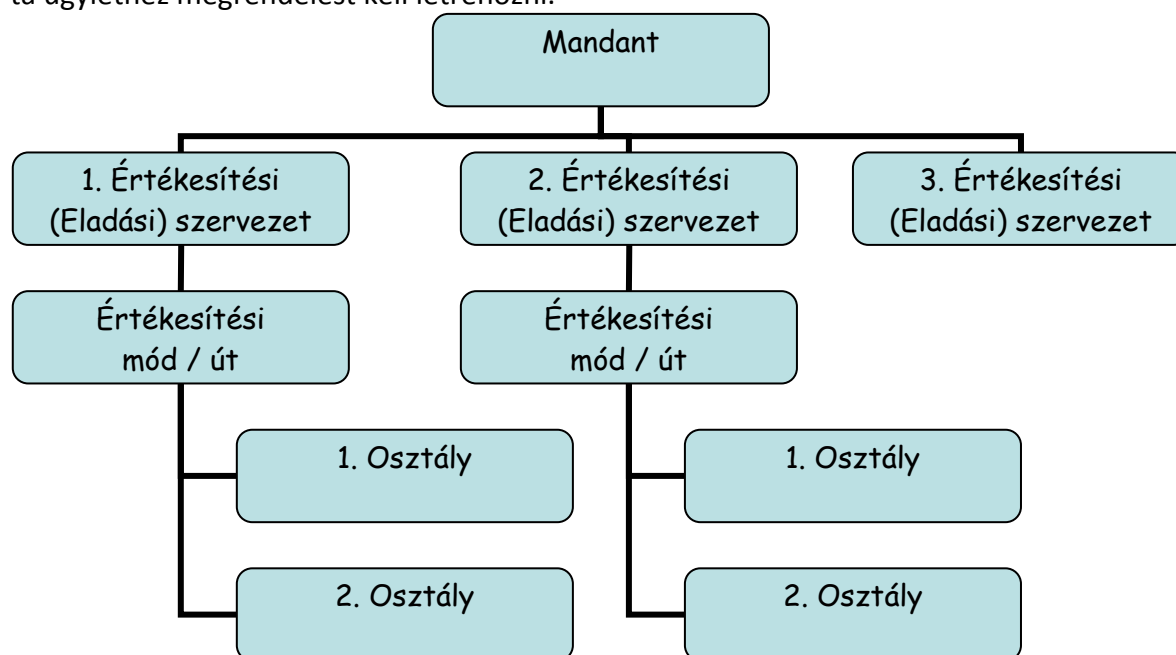 ta ügylethez megrendelést kell létrehozni.
Mandant
1. Értékesítési
(Eladási) szervezet
2. Értékesítési
(Eladási) szervezet
3. Értékesítési
(Eladási) szervezet
Értékesítési
mód / út
Értékesítési
mód / út
1. Osztály
1. Osztály
2. Osztály
2. Osztály